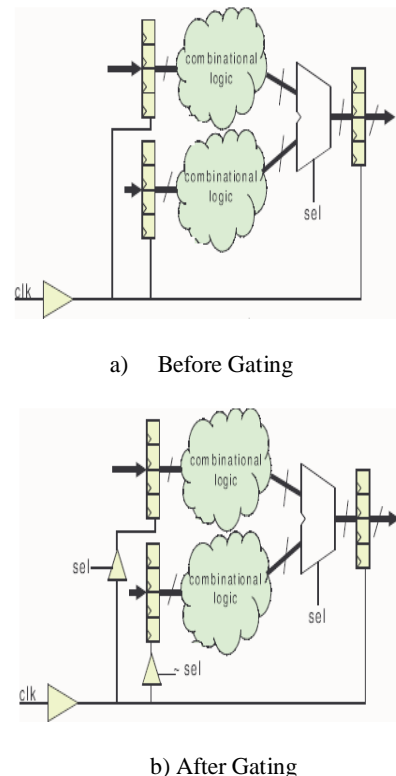 combinational
logic
combinational
logic
sel
clk
a) Before Gating
combinational
logic
sel
combinational
logic
sel
~ sel
clk
b) After Gating